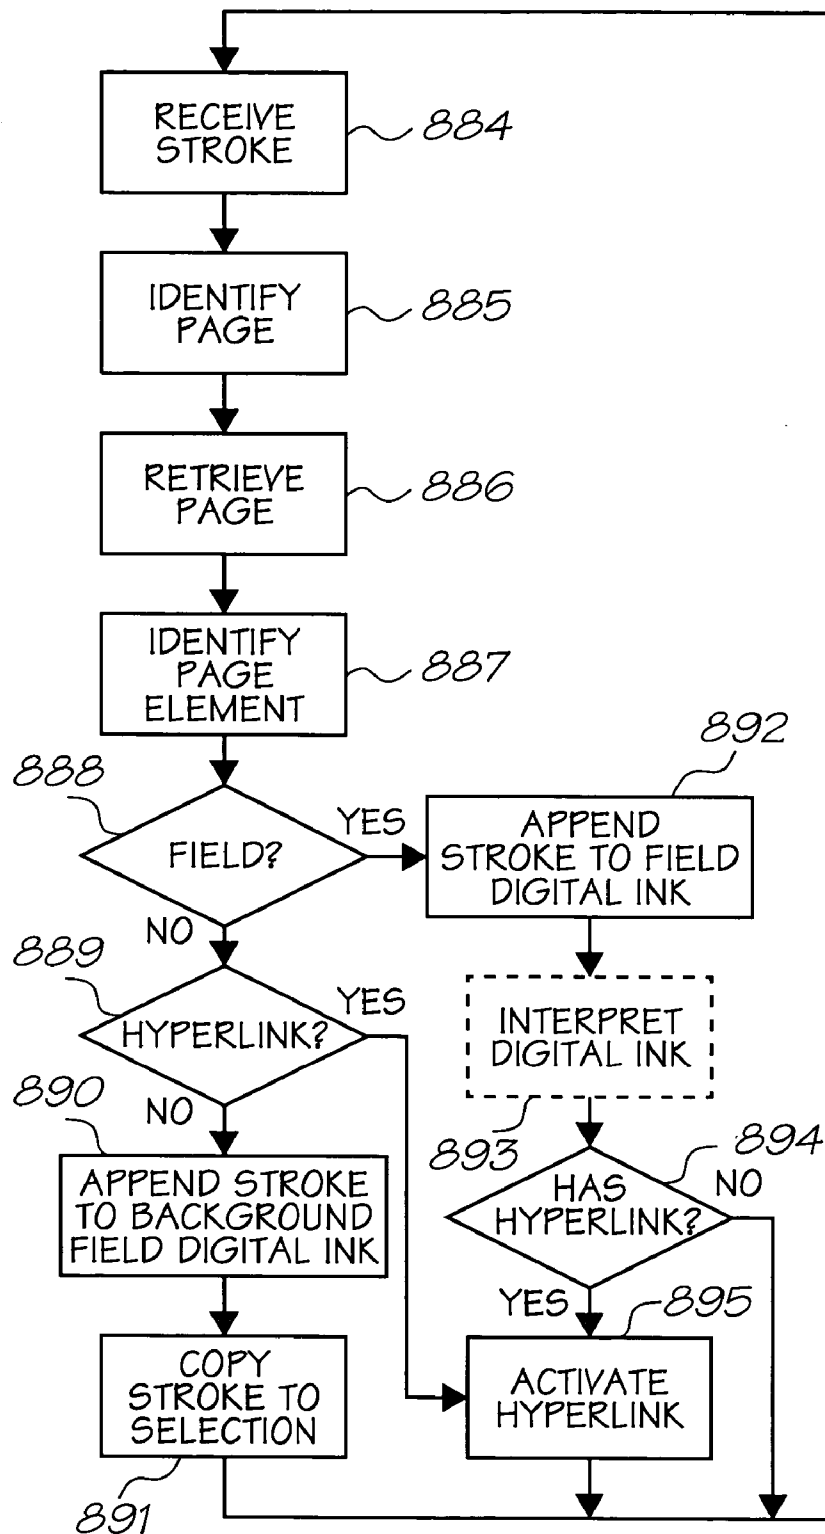 RECEIVE
STROKE
884
IDENTIFY
PAGE
885
RETRIEVE
PAGE
886
IDENTIFY
PAGE
ELEMENT
887
888
FIELD?
YES
NO
892
APPEND
STROKE TO FIELD
DIGITAL INK
889
HYPERLINK?
YES
NO
INTERPRET
DIGITAL INK
893
890
APPEND STROKE
TO BACKGROUND
FIELD DIGITAL INK
894
HAS
HYPERLINK?
NO
YES
895
COPY
STROKE TO
SELECTION
891
ACTIVATE
HYPERLINK